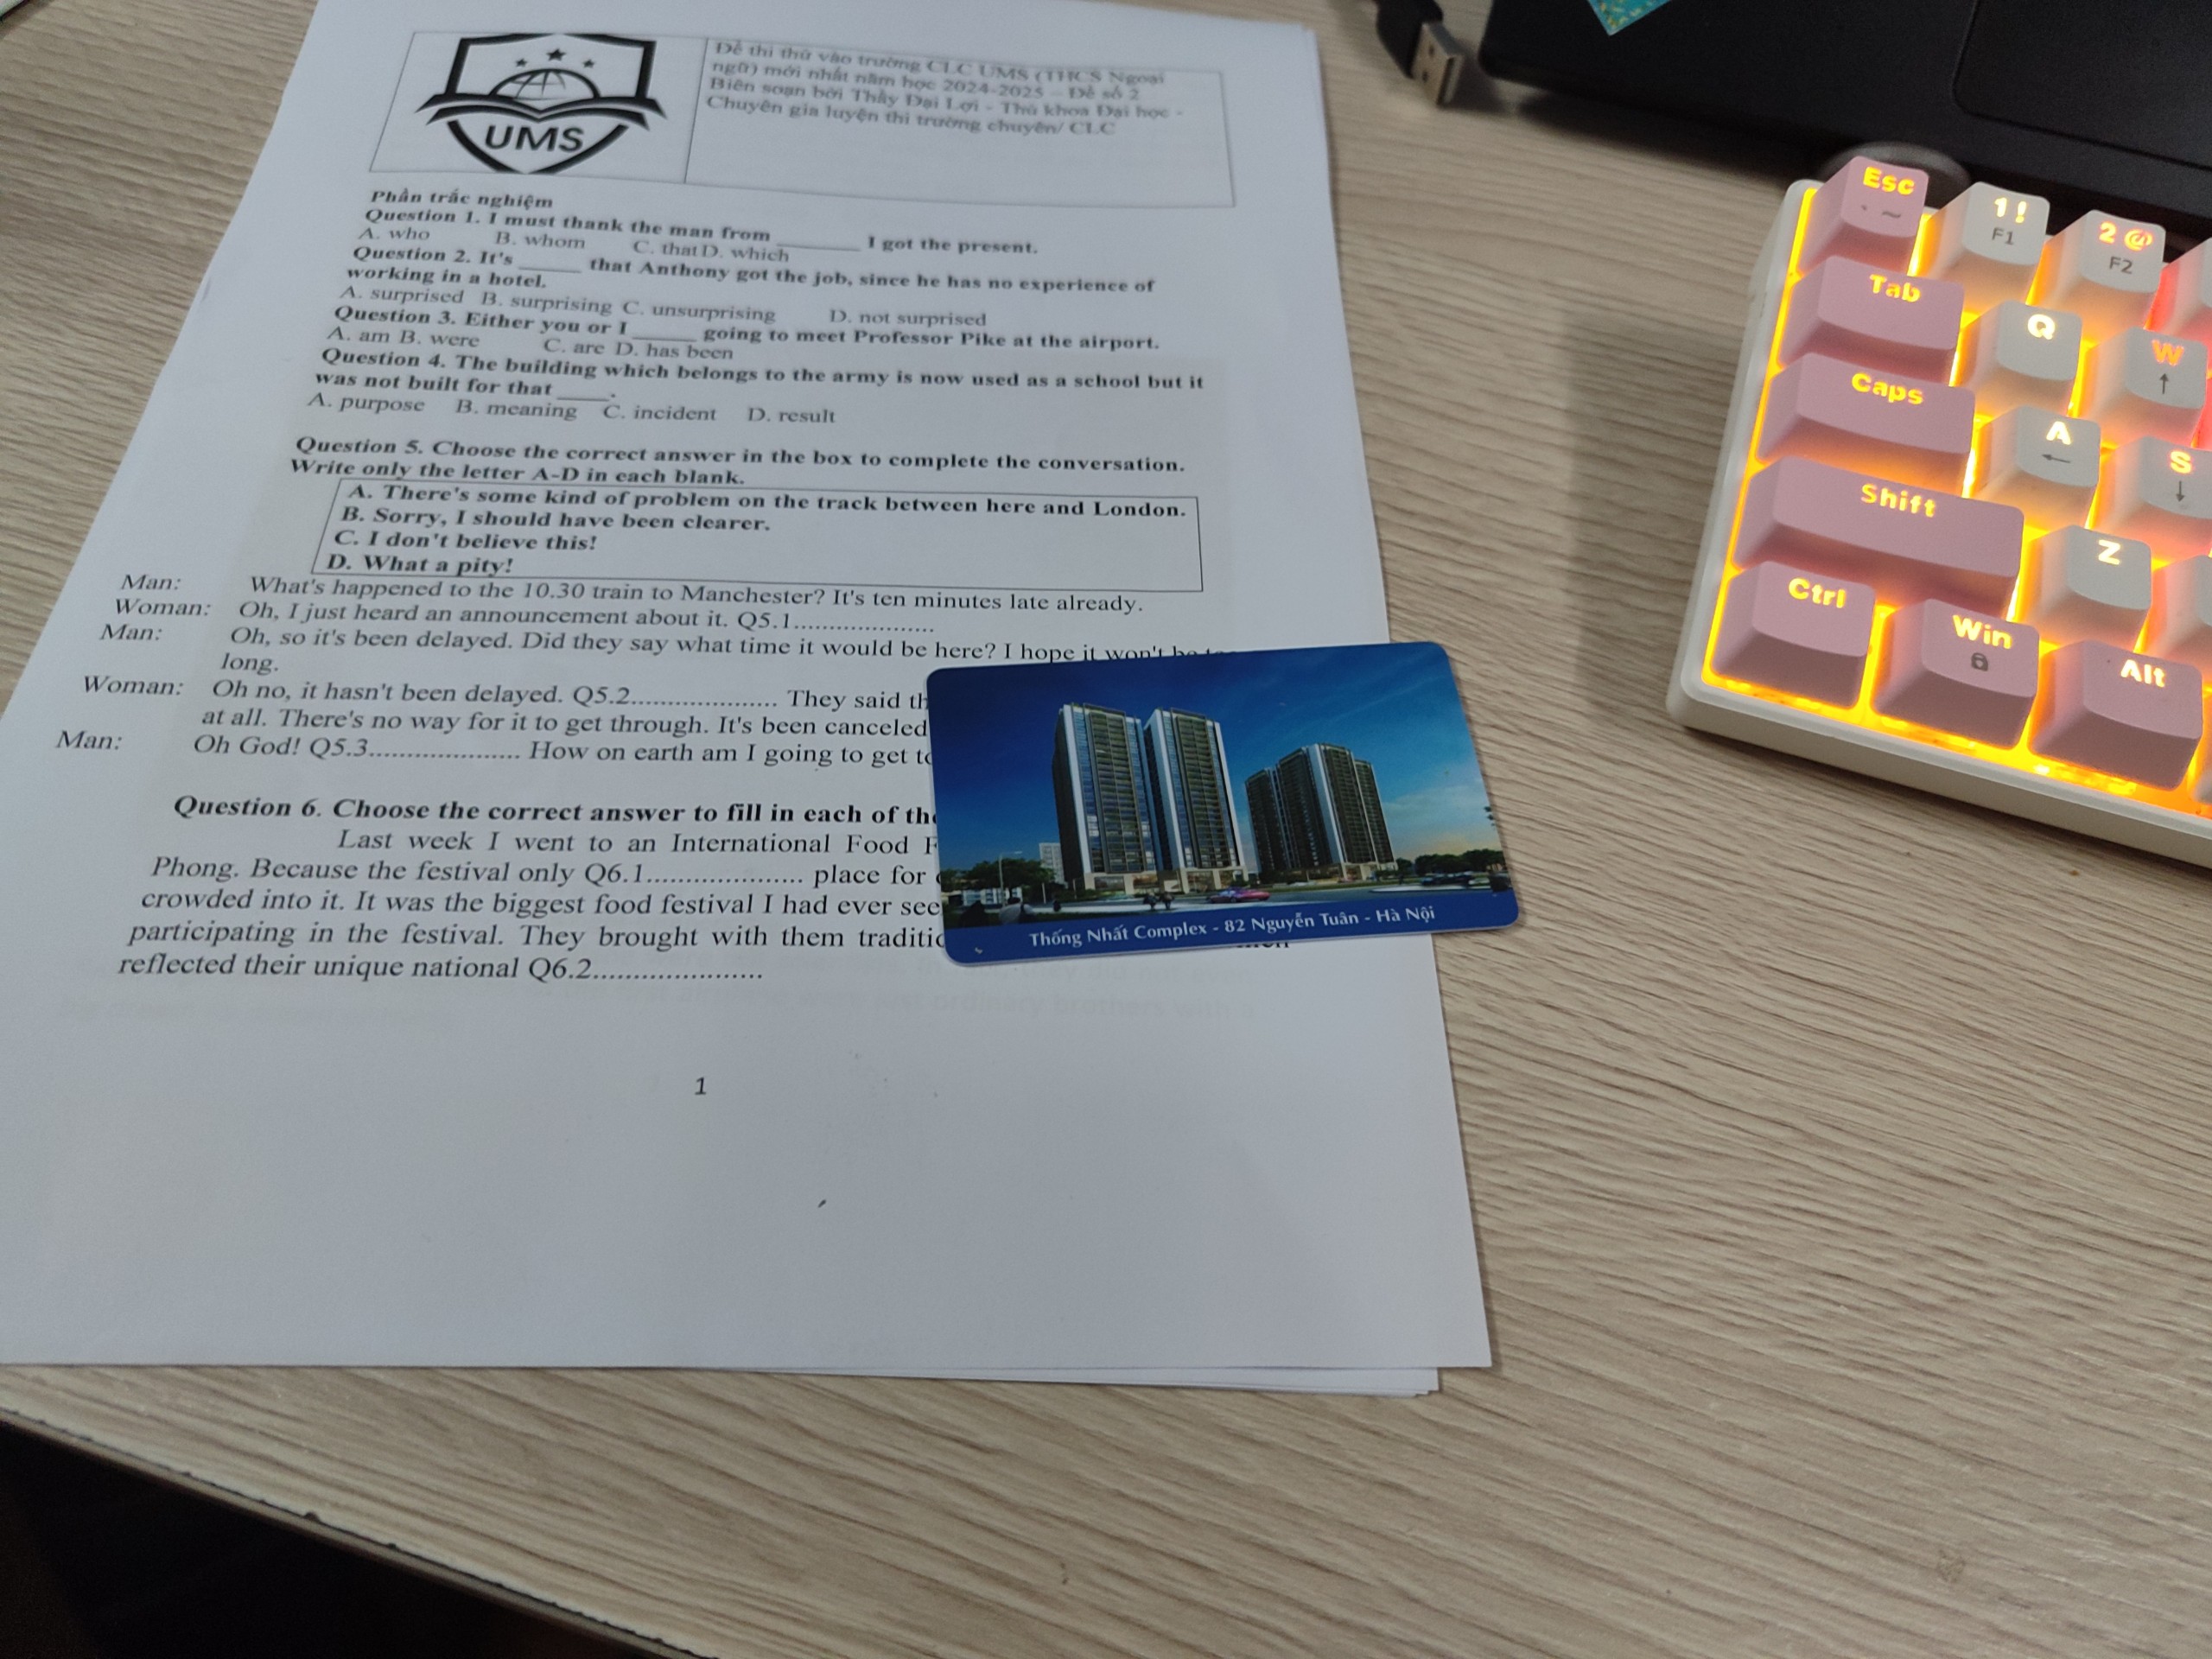 UMS
Đề thi thử vào trường CLC UMS (THCS Ngoại
ngữ) mới nhất năm học 2024-2025 – Đề số 2
Biên soạn bởi Thầy Đại Lợi - Thủ khoa Đại học -
Chuyên gia luyện thi trường chuyên/ CLC
Phần trắc nghiệm
Question 1. I must thank the man from ________ I got the present.
A. who B. whom C. that D. which
Question 2. It's ______ that Anthony got the job, since he has no experience of
working in a hotel.
A. surprised B. surprising C. unsurprising D. not surprised
Question 3. Either you or I ______ going to meet Professor Pike at the airport.
A. am B. were C. are D. has been
Question 4. The building which belongs to the army is now used as a school but it
was not built for that _____.
A. purpose B. meaning C. incident D. result
Question 5. Choose the correct answer in the box to complete the conversation.
Write only the letter A-D in each blank.
A. There's some kind of problem on the track between here and London.
B. Sorry, I should have been clearer.
C. I don't believe this!
D. What a pity!
Man: What's happened to the 10.30 train to Manchester? It's ten minutes late already.
Woman: Oh, I just heard an announcement about it. Q5.1....................
Man: Oh, so it's been delayed. Did they say what time it would be here? I hope it won't be
long.
Woman: Oh no, it hasn't been delayed. Q5.2..................... They said
at all. There's no way for it to get through. It's been canceled
Man: Oh God! Q5.3..................... How on earth am I going to get
Question 6. Choose the correct answer to fill in each of
Last week I went to an International Food
Phong. Because the festival only Q6.1..................... place for
crowded into it. It was the biggest food festival I had ever
participating in the festival. They brought with them
reflected their unique national Q6.2......................
1
Thống Nhất Complex - 82 Nguyễn Tuân - Hà Nội
Esc
` ~
1 !
F1
2 @
F2
Tab
Q
W
↑
Caps
A
←
S
↓
Shift
Z
Ctrl
Win
Alt